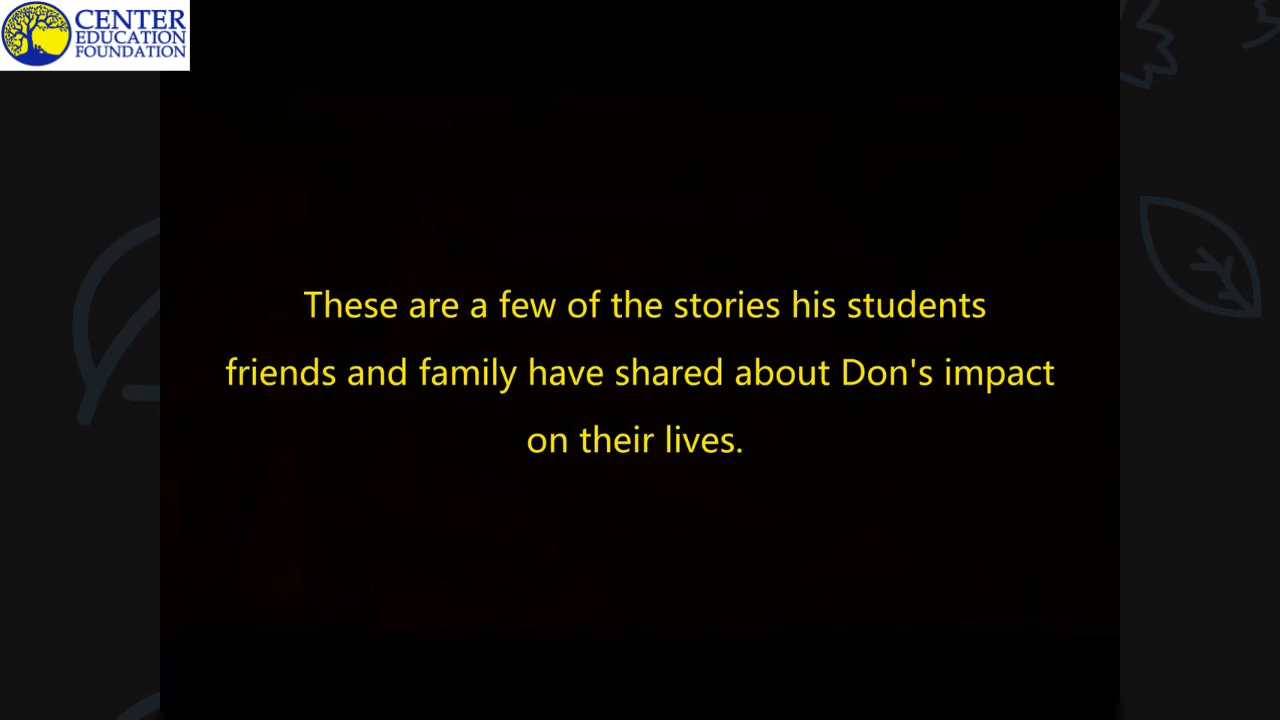 CENTER
EDUCATION
FOUNDATION
These are a few of the stories his students
friends and family have shared about Don's impact
on their lives.